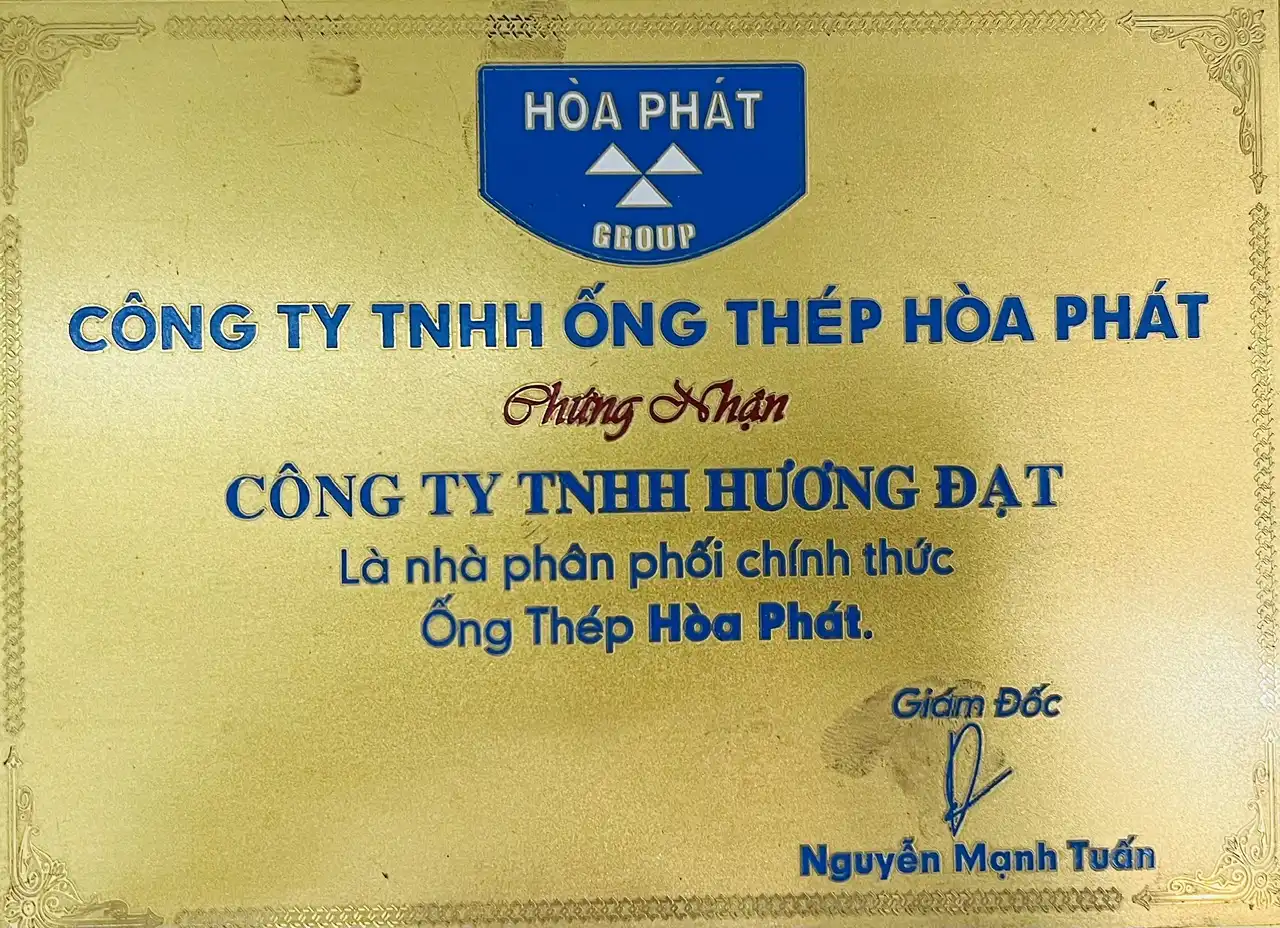 HÒA PHÁT
GROUP
CÔNG TY TNHH ỐNG THÉP HÒA PHÁT
Chứng Nhận
CÔNG TY TNHH HƯƠNG ĐẠT
Là nhà phân phối chính thức
Ống Thép Hòa Phát.
Giám Đốc
Nguyễn Mạnh Tuấn